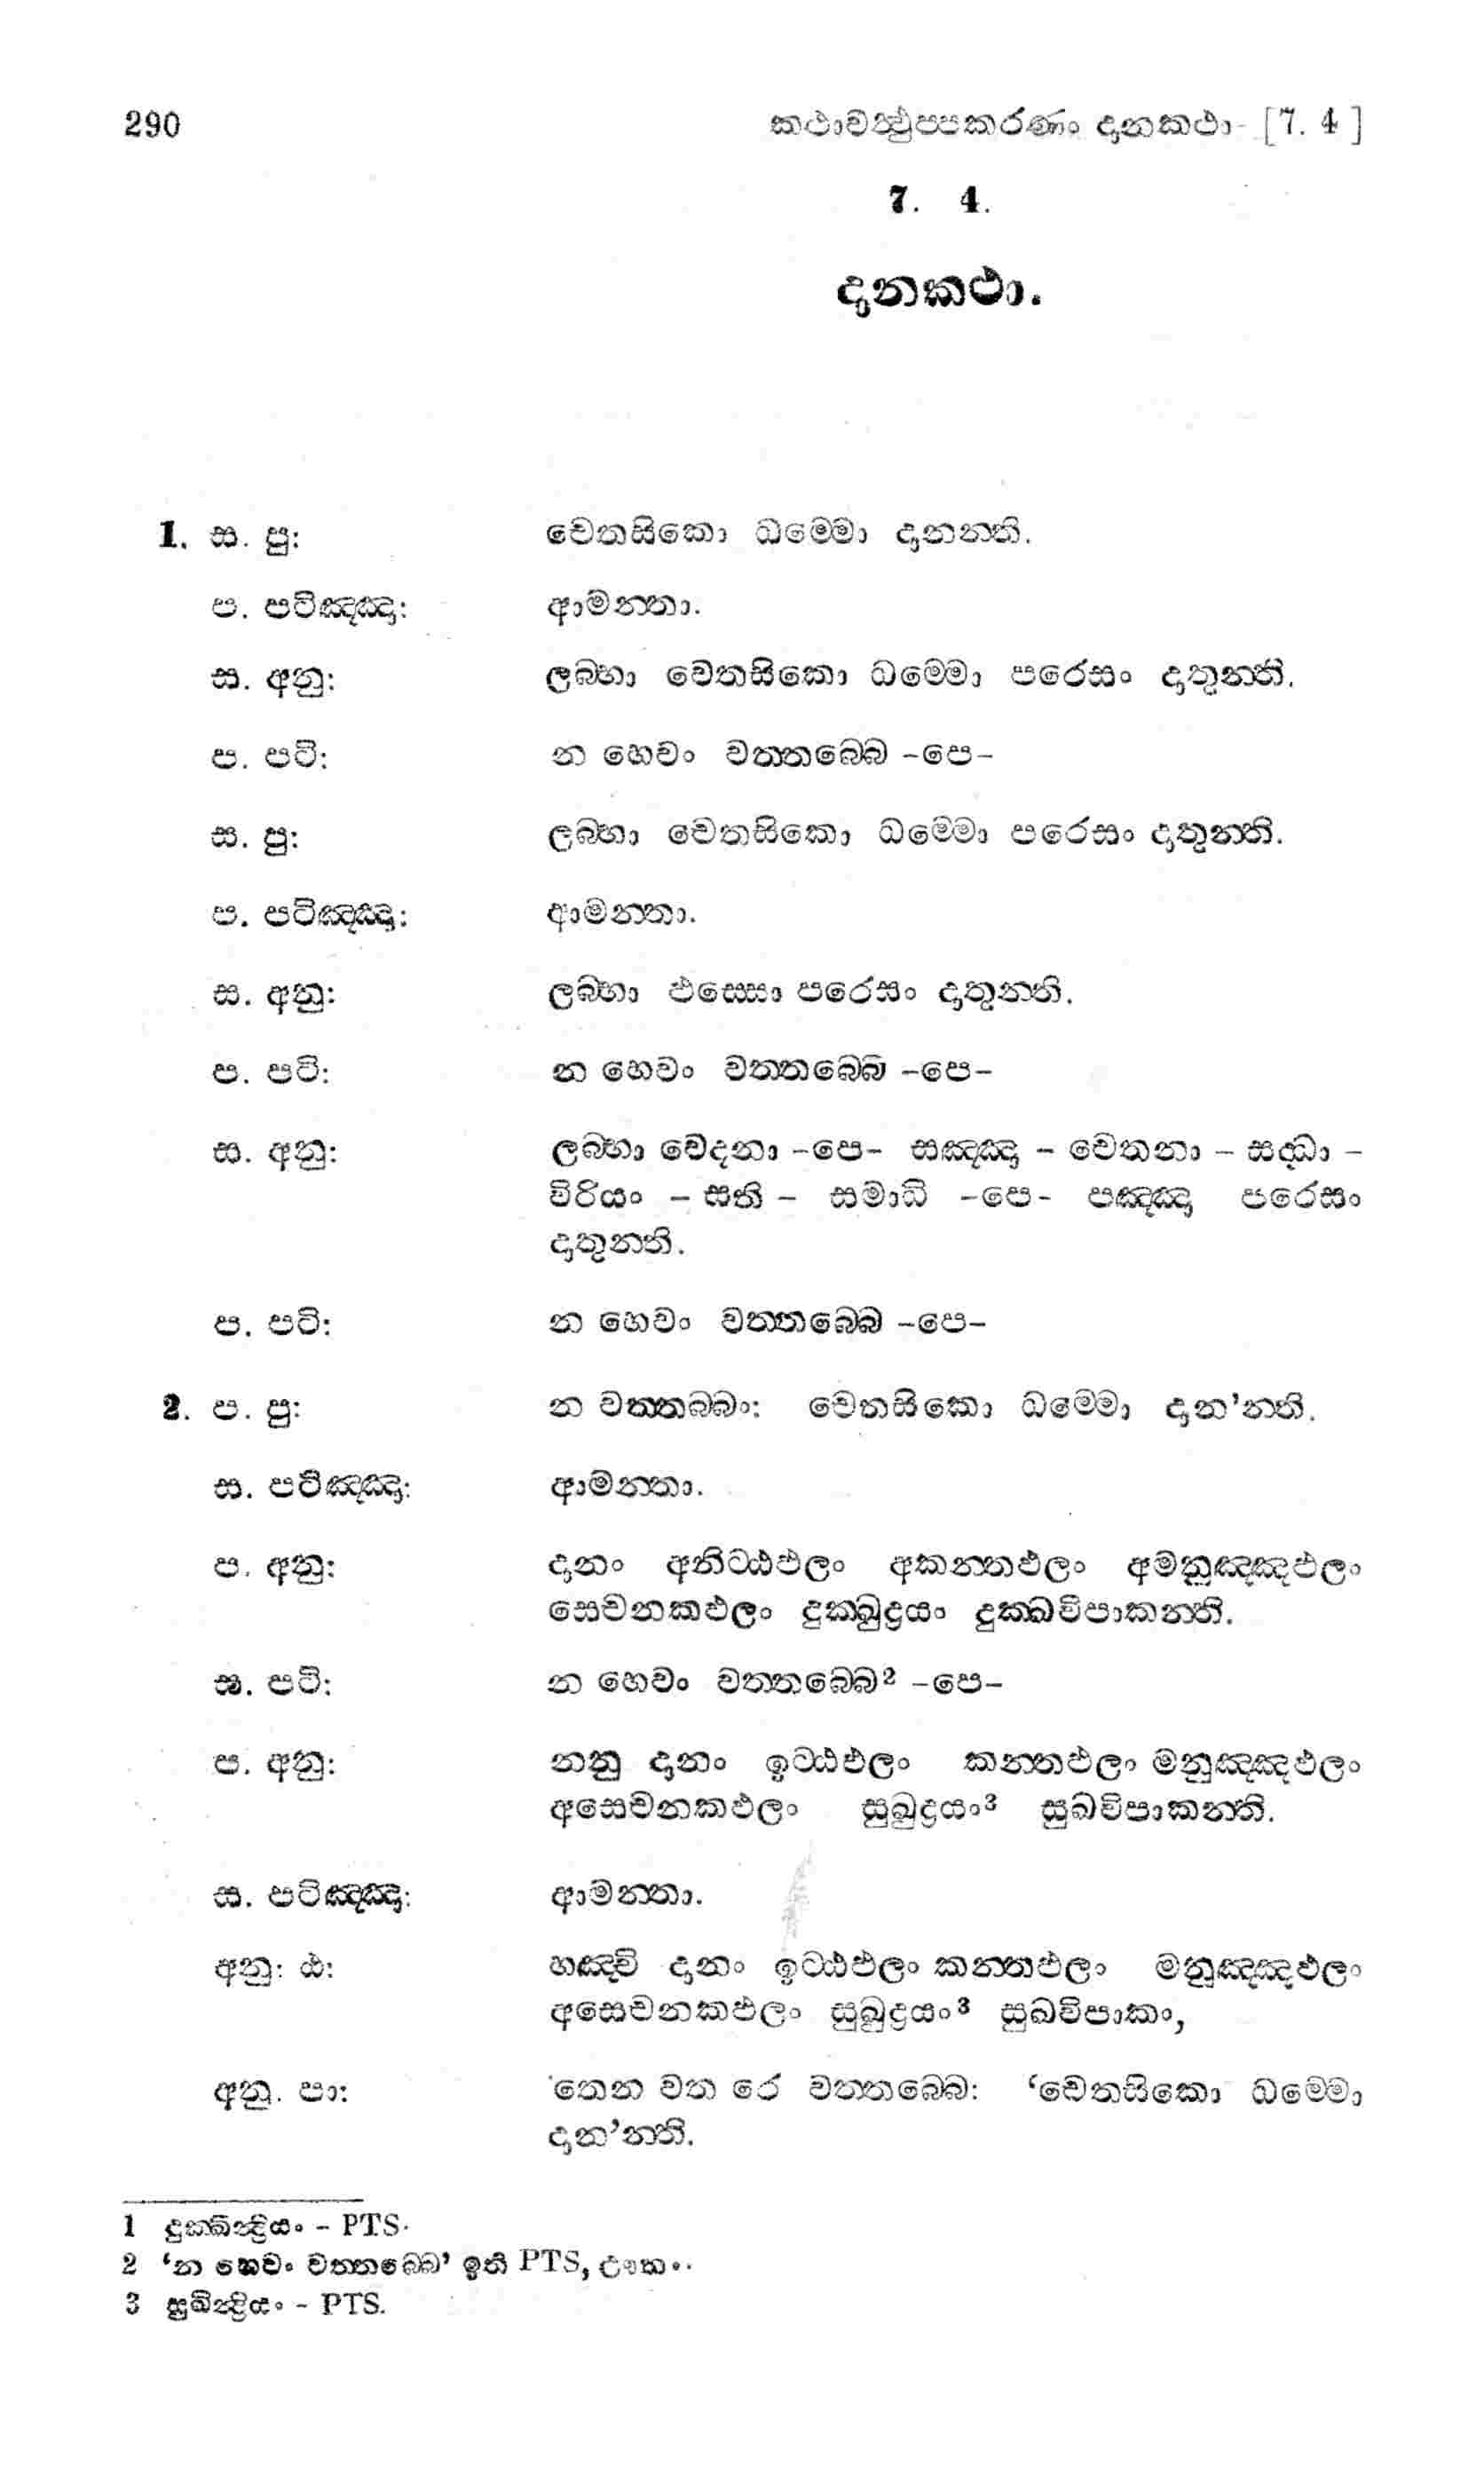 290 කථාවත්ථුප්පකරණං දානකථා [7. 4]
7. 4.
දානකථා.
1. ස. පු: චෙතසිකො ධම්මො දානන්ති.
ප. පටිඤ්ඤා: ආමන්තා.
ස. අනු: ලබ්භා චෙතසිකො ධම්මො පරෙසං දාතුන්ති.
ප. පටි: න හෙවං වත්තබ්බෙ -පෙ-
ස. පු: ලබ්භා චෙතසිකො ධම්මො පරෙසං දාතුන්ති.
ප. පටිඤ්ඤා: ආමන්තා.
ස. අනු: ලබ්භා ඵස්සො පරෙසං දාතුන්ති.
ප. පටි: න හෙවං වත්තබ්බෙ -පෙ-
ස. අනු: ලබ්භා වෙදනා -පෙ- සඤ්ඤා - චෙතනා - සද්ධා -
විරියං - සති - සමාධි -පෙ- පඤ්ඤා පරෙසං
දාතුන්ති.
ප. පටි: න හෙවං වත්තබ්බෙ -පෙ-
2. ප. පු: න වත්තබ්බං: චෙතසිකො ධම්මො දාන’න්ති.
ස. පටිඤ්ඤා: ආමන්තා.
ප. අනු: දානං අනිට්ඨඵලං අකන්තඵලං අමනුඤ්ඤඵලං
සෙචනකඵලං දුක්ඛුද්‍රයං දුක්ඛවිපාකන්ති.
ස. පටි: න හෙවං වත්තබ්බෙ² -පෙ-
ප. අනු: නනු දානං ඉට්ඨඵලං කන්තඵලං මනුඤ්ඤඵලං
අසෙචනකඵලං සුඛුද්‍රයං³ සුඛවිපාකන්ති.
ස. පටිඤ්ඤා: ආමන්තා.
අනු: ඨ: හඤ්චි දානං ඉට්ඨඵලං කන්තඵලං මනුඤ්ඤඵලං
අසෙචනකඵලං සුඛුද්‍රයං³ සුඛවිපාකං,
අනු. පා: තෙන වත රෙ වත්තබ්බෙ: ‘චෙතසිකො ධම්මො
දාන’න්ති.
1 දුක්ඛින්ද්‍රියං - PTS.
2 ‘න හෙවං වත්තබ්බෙ’ ඉති PTS,
3 සුඛින්ද්‍රියං - PTS.